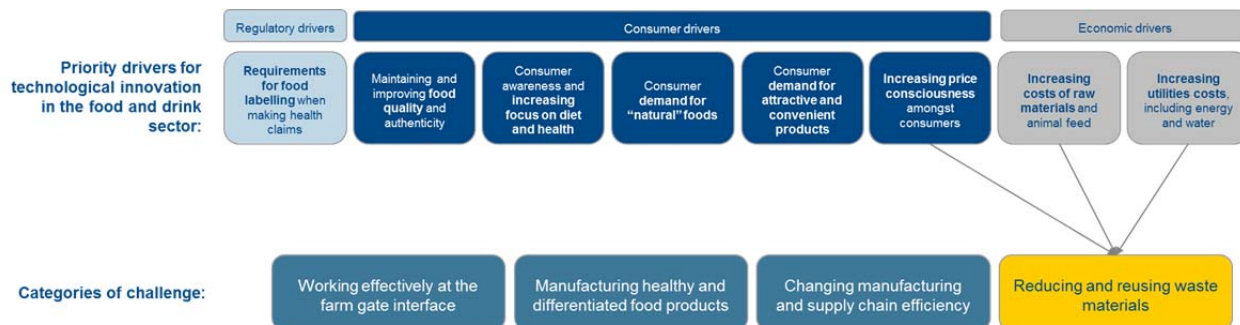 Regulatory drivers
Consumer drivers
Economic drivers
Priority drivers for
technological innovation
in the food and drink
sector:
Requirements
for food
labelling when
making health
claims
Maintaining and
improving food
quality and
authenticity
Consumer
awareness and
increasing
focus on diet
and health
Consumer
demand for
“natural” foods
Consumer
demand for
attractive and
convenient
products
Increasing price
consciousness
amongst
consumers
Increasing
costs of raw
materials and
animal feed
Increasing
utilities costs,
including energy
and water
Categories of challenge:
Working effectively at the
farm gate interface
Manufacturing healthy and
differentiated food products
Changing manufacturing
and supply chain efficiency
Reducing and reusing waste
materials